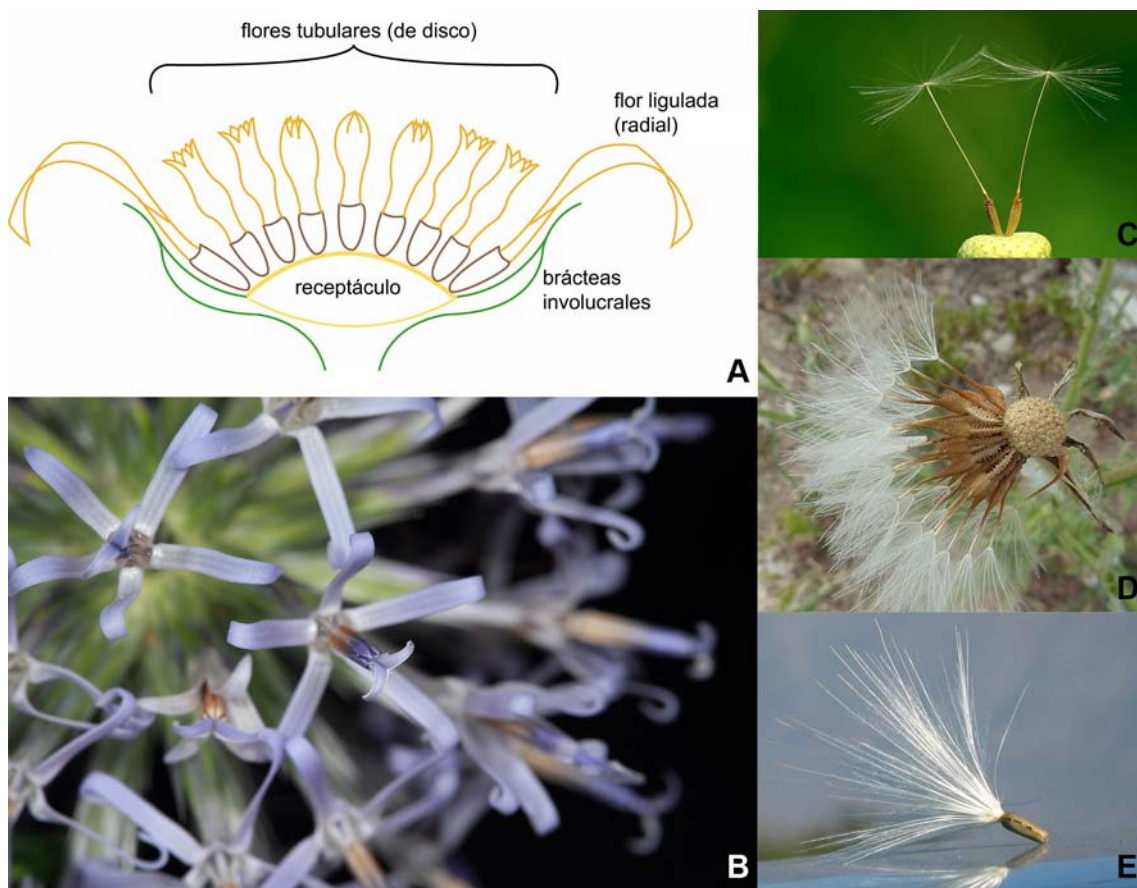 flores tubulares (de disco)
flor ligulada
(radial)
receptáculo
brácteas
involucrales
A
B
C
D
E